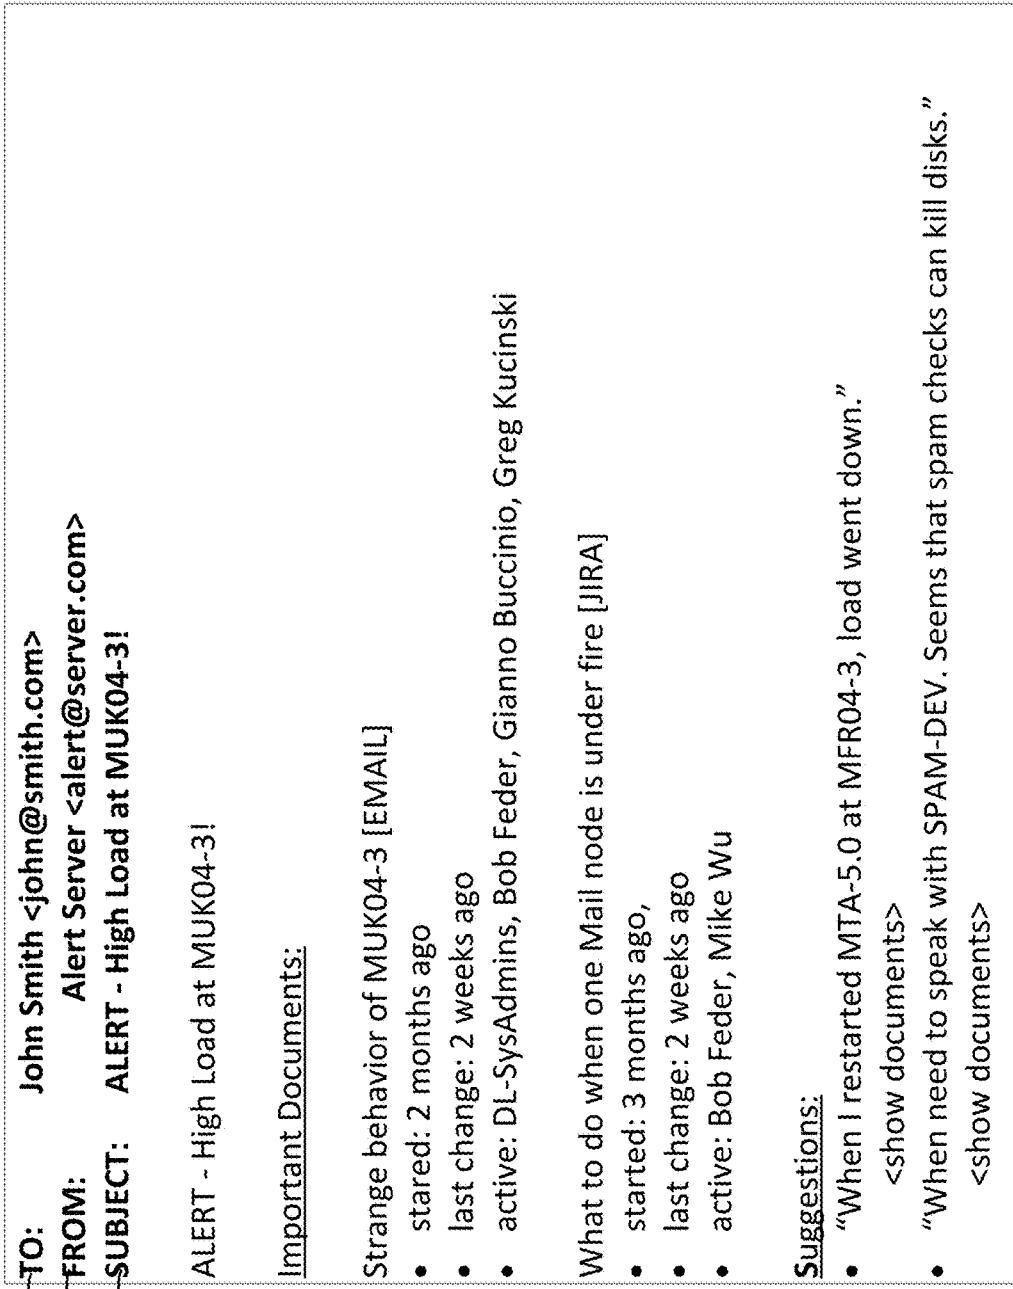 TO: John Smith <john@smith.com>
FROM: Alert Server <alert@server.com>
SUBJECT: ALERT - High Load at MUK04-3!
ALERT - High Load at MUK04-3!
Important Documents:
Strange behavior of MUK04-3 [EMAIL]
• stared: 2 months ago
• last change: 2 weeks ago
• active: DL-SysAdmins, Bob Feder, Gianno Buccinio, Greg Kucinski
What to do when one Mail node is under fire [JIRA]
• started: 3 months ago,
• last change: 2 weeks ago
• active: Bob Feder, Mike Wu
Suggestions:
• “When I restarted MTA-5.0 at MFR04-3, load went down.”
<show documents>
• “When need to speak with SPAM-DEV. Seems that spam checks can kill disks.”
<show documents>